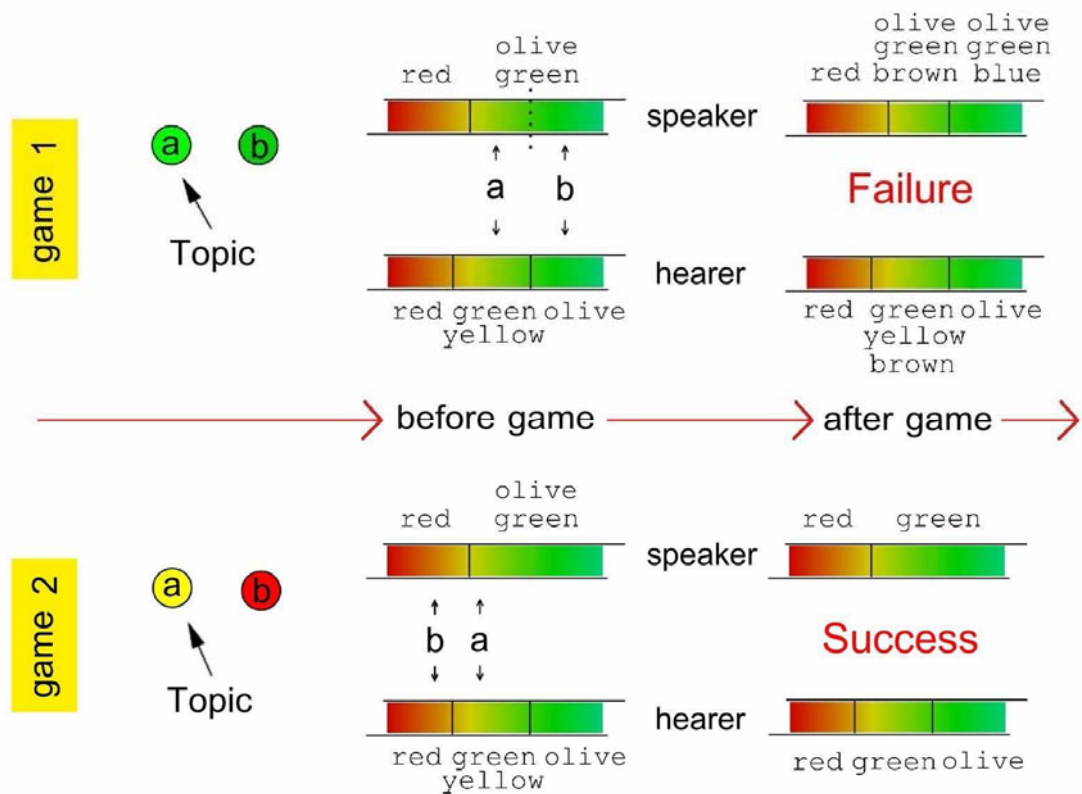 game 1
a b
Topic
olive
red green
speaker
a b
hearer
red green olive
yellow
olive olive
green green
red brown blue
Failure
red green olive
yellow
brown
before game
after game
game 2
a b
Topic
olive
red green
speaker
b a
hearer
red green olive
yellow
red green
Success
red green olive